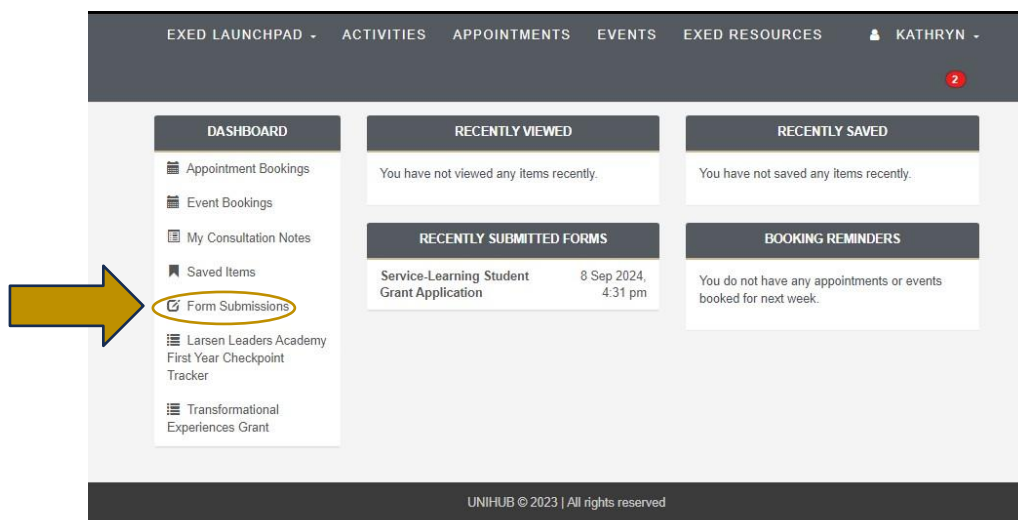 EXED LAUNCHPAD ACTIVITIES APPOINTMENTS EVENTS EXED RESOURCES KATHRYN
2
DASHBOARD
Appointment Bookings
Event Bookings
My Consultation Notes
Saved Items
Form Submissions
Larsen Leaders Academy
First Year Checkpoint
Tracker
Transformational
Experiences Grant
RECENTLY VIEWED
You have not viewed any items recently.
RECENTLY SUBMITTED FORMS
Service-Learning Student 8 Sep 2024,
Grant Application 4:31 pm
RECENTLY SAVED
You have not saved any items recently.
BOOKING REMINDERS
You do not have any appointments or events
booked for next week.
UNIHUB © 2023 | All rights reserved